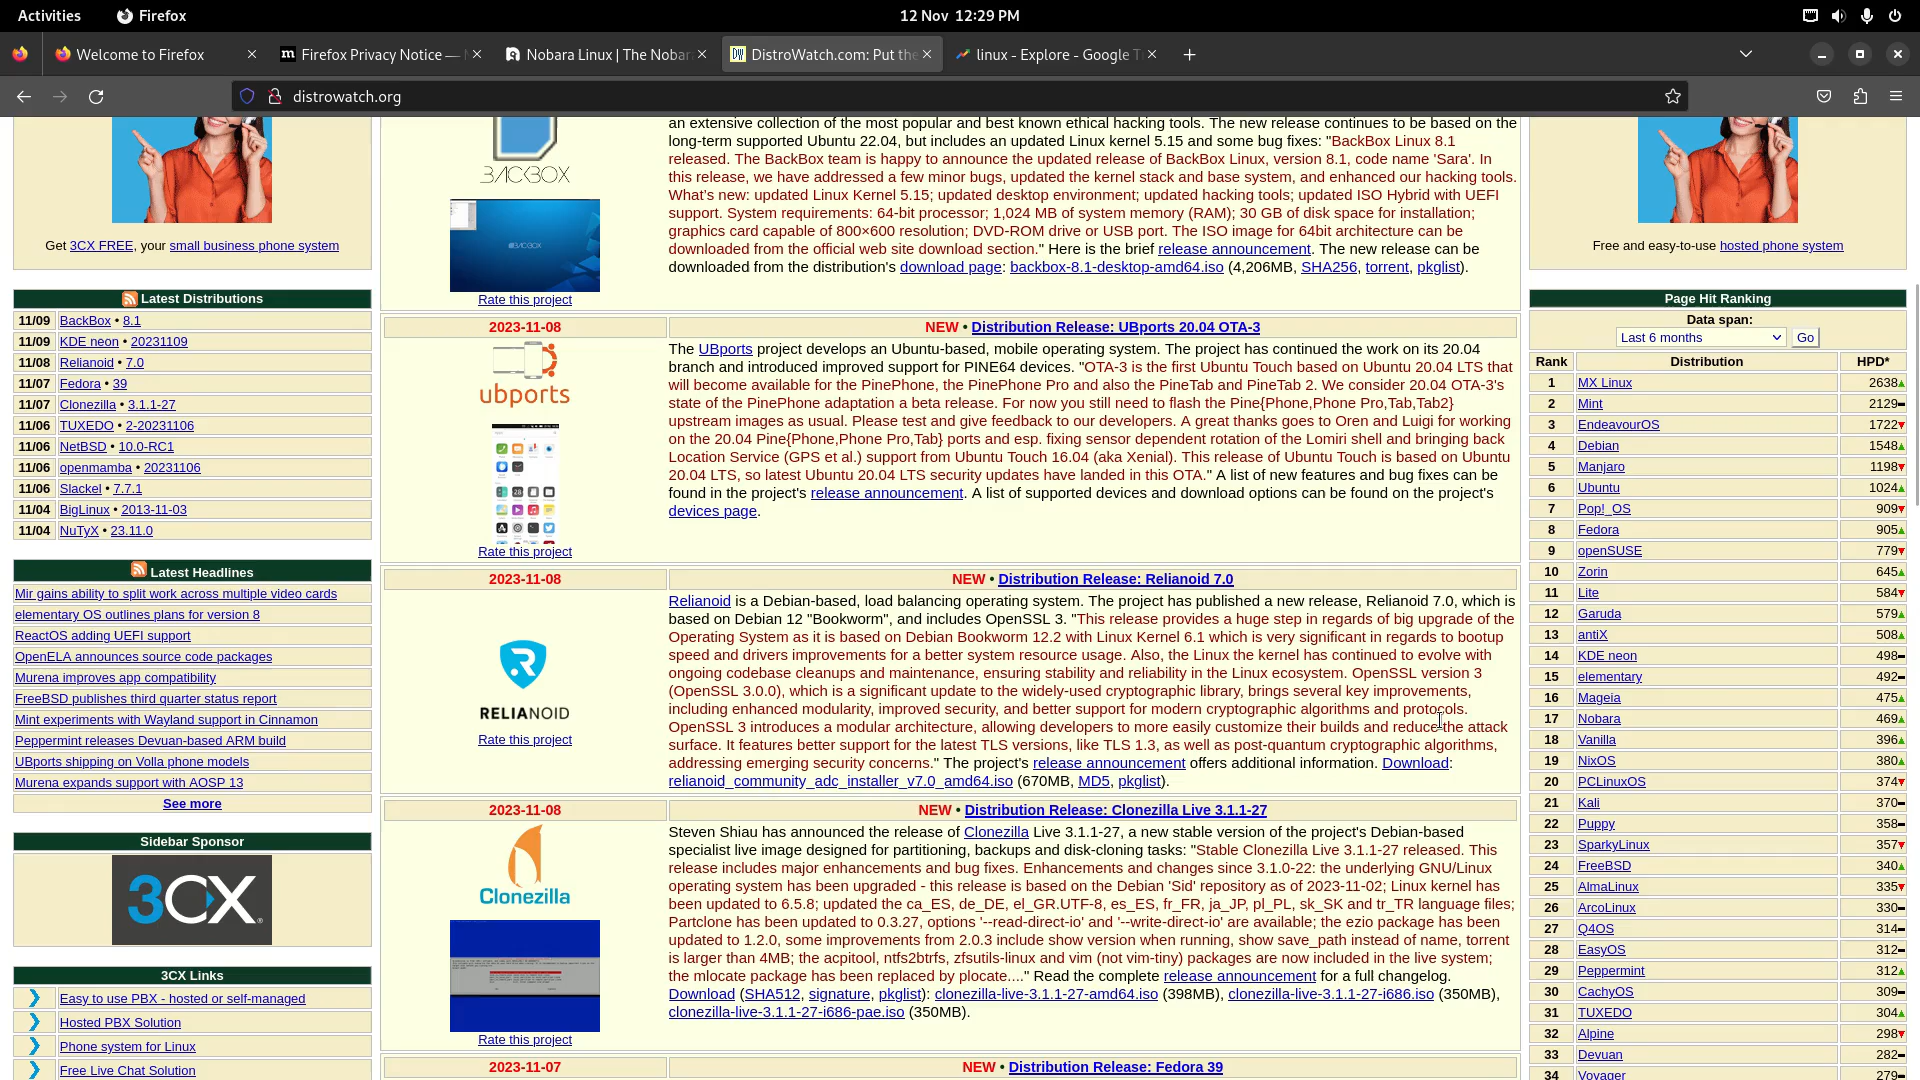 Activities
Firefox
12 Nov 12:29 PM
Welcome to Firefox
Firefox Privacy Notice —
Nobara Linux | The Nobar
DistroWatch.com: Put the
linux - Explore - Google T
distrowatch.org
Get 3CX FREE, your small business phone system
Latest Distributions
11/09 BackBox • 8.1
11/09 KDE neon • 20231109
11/08 Relianoid • 7.0
11/07 Fedora • 39
11/07 Clonezilla • 3.1.1-27
11/06 TUXEDO • 2-20231106
11/06 NetBSD • 10.0-RC1
11/06 openmamba • 20231106
11/06 Slackel • 7.7.1
11/04 BigLinux • 2013-11-03
11/04 NuTyX • 23.11.0
Latest Headlines
Mir gains ability to split work across multiple video cards
elementary OS outlines plans for version 8
ReactOS adding UEFI support
OpenELA announces source code packages
Murena improves app compatibility
FreeBSD publishes third quarter status report
Mint experiments with Wayland support in Cinnamon
Peppermint releases Devuan-based ARM build
UBports shipping on Volla phone models
Murena expands support with AOSP 13
See more
Sidebar Sponsor
3CX
3CX Links
Easy to use PBX - hosted or self-managed
Hosted PBX Solution
Phone system for Linux
Free Live Chat Solution
BACKBOX
Rate this project
an extensive collection of the most popular and best known ethical hacking tools. The new release continues to be based on the
long-term supported Ubuntu 22.04, but includes an updated Linux kernel 5.15 and some bug fixes: "BackBox Linux 8.1
released. The BackBox team is happy to announce the updated release of BackBox Linux, version 8.1, code name 'Sara'. In
this release, we have addressed a few minor bugs, updated the kernel stack and base system, and enhanced our hacking tools.
What's new: updated Linux Kernel 5.15; updated desktop environment; updated hacking tools; updated ISO Hybrid with UEFI
support. System requirements: 64-bit processor; 1,024 MB of system memory (RAM); 30 GB of disk space for installation;
graphics card capable of 800×600 resolution; DVD-ROM drive or USB port. The ISO image for 64bit architecture can be
downloaded from the official web site download section." Here is the brief release announcement. The new release can be
downloaded from the distribution's download page: backbox-8.1-desktop-amd64.iso (4,206MB, SHA256, torrent, pkglist).
2023-11-08
NEW • Distribution Release: UBports 20.04 OTA-3
ubports
Rate this project
The UBports project develops an Ubuntu-based, mobile operating system. The project has continued the work on its 20.04
branch and introduced improved support for PINE64 devices. "OTA-3 is the first Ubuntu Touch based on Ubuntu 20.04 LTS that
will become available for the PinePhone, the PinePhone Pro and also the PineTab and PineTab 2. We consider 20.04 OTA-3's
state of the PinePhone adaptation a beta release. For now you still need to flash the Pine{Phone,Phone Pro,Tab,Tab2}
upstream images as usual. Please test and give feedback to our developers. A great thanks goes to Oren and Luigi for working
on the 20.04 Pine{Phone,Phone Pro,Tab} ports and esp. fixing sensor dependent rotation of the Lomiri shell and bringing back
Location Service (GPS et al.) support from Ubuntu Touch 16.04 (aka Xenial). This release of Ubuntu Touch is based on Ubuntu
20.04 LTS, so latest Ubuntu 20.04 LTS security updates have landed in this OTA." A list of new features and bug fixes can be
found in the project's release announcement. A list of supported devices and download options can be found on the project's
devices page.
2023-11-08
NEW • Distribution Release: Relianoid 7.0
RELIANOID
Rate this project
Relianoid is a Debian-based, load balancing operating system. The project has published a new release, Relianoid 7.0, which is
based on Debian 12 "Bookworm", and includes OpenSSL 3. "This release provides a huge step in regards of big upgrade of the
Operating System as it is based on Debian Bookworm 12.2 with Linux Kernel 6.1 which is very significant in regards to bootup
speed and drivers improvements for a better system resource usage. Also, the Linux the kernel has continued to evolve with
ongoing codebase cleanups and maintenance, ensuring stability and reliability in the Linux ecosystem. OpenSSL version 3
(OpenSSL 3.0.0), which is a significant update to the widely-used cryptographic library, brings several key improvements,
including enhanced modularity, improved security, and better support for modern cryptographic algorithms and protocols.
OpenSSL 3 introduces a modular architecture, allowing developers to more easily customize their builds and reduce the attack
surface. It features better support for the latest TLS versions, like TLS 1.3, as well as post-quantum cryptographic algorithms,
addressing emerging security concerns." The project's release announcement offers additional information. Download:
relianoid_community_adc_installer_v7.0_amd64.iso (670MB, MD5, pkglist).
2023-11-08
NEW • Distribution Release: Clonezilla Live 3.1.1-27
Clonezilla
Rate this project
Steven Shiau has announced the release of Clonezilla Live 3.1.1-27, a new stable version of the project's Debian-based
specialist live image designed for partitioning, backups and disk-cloning tasks: "Stable Clonezilla Live 3.1.1-27 released. This
release includes major enhancements and bug fixes. Enhancements and changes since 3.1.0-22: the underlying GNU/Linux
operating system has been upgraded - this release is based on the Debian 'Sid' repository as of 2023-11-02; Linux kernel has
been updated to 6.5.8; updated the ca_ES, de_DE, el_GR.UTF-8, es_ES, fr_FR, ja_JP, pl_PL, sk_SK and tr_TR language files;
Partclone has been updated to 0.3.27, options '--read-direct-io' and '--write-direct-io' are available; the ezio package has been
updated to 1.2.0, some improvements from 2.0.3 include show version when running, show save_path instead of name, torrent
is larger than 4MB; the acpitool, ntfs2btrfs, zfsutils-linux and vim (not vim-tiny) packages are now included in the live system;
the mlocate package has been replaced by plocate...." Read the complete release announcement for a full changelog.
Download (SHA512, signature, pkglist): clonezilla-live-3.1.1-27-amd64.iso (398MB), clonezilla-live-3.1.1-27-i686.iso (350MB),
clonezilla-live-3.1.1-27-i686-pae.iso (350MB).
2023-11-07
NEW • Distribution Release: Fedora 39
Free and easy-to-use hosted phone system
Page Hit Ranking
Data span:
Last 6 months Go
Rank Distribution HPD*
1 MX Linux 2638
2 Mint 2129
3 EndeavourOS 1722
4 Debian 1548
5 Manjaro 1198
6 Ubuntu 1024
7 Pop!_OS 909
8 Fedora 905
9 openSUSE 779
10 Zorin 645
11 Lite 584
12 Garuda 579
13 antiX 508
14 KDE neon 498
15 elementary 492
16 Mageia 475
17 Nobara 469
18 Vanilla 396
19 NixOS 380
20 PCLinuxOS 374
21 Kali 370
22 Puppy 358
23 SparkyLinux 357
24 FreeBSD 340
25 AlmaLinux 335
26 ArcoLinux 330
27 Q4OS 314
28 EasyOS 312
29 Peppermint 312
30 CachyOS 309
31 TUXEDO 304
32 Alpine 298
33 Devuan 282
34 Voyager 279